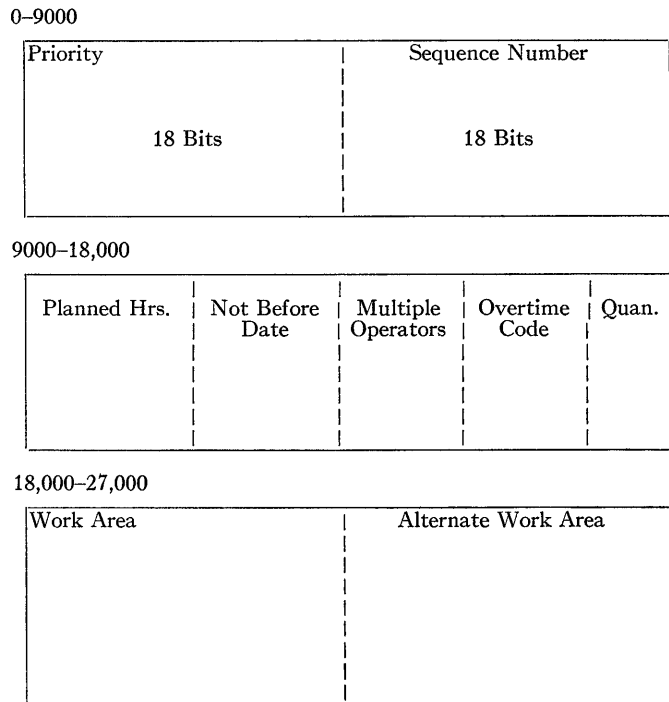 0–9000
Priority Sequence Number
18 Bits 18 Bits
9000–18,000
Planned Hrs. Not Before Multiple Overtime Quan.
Date Operators Code
18,000–27,000
Work Area Alternate Work Area